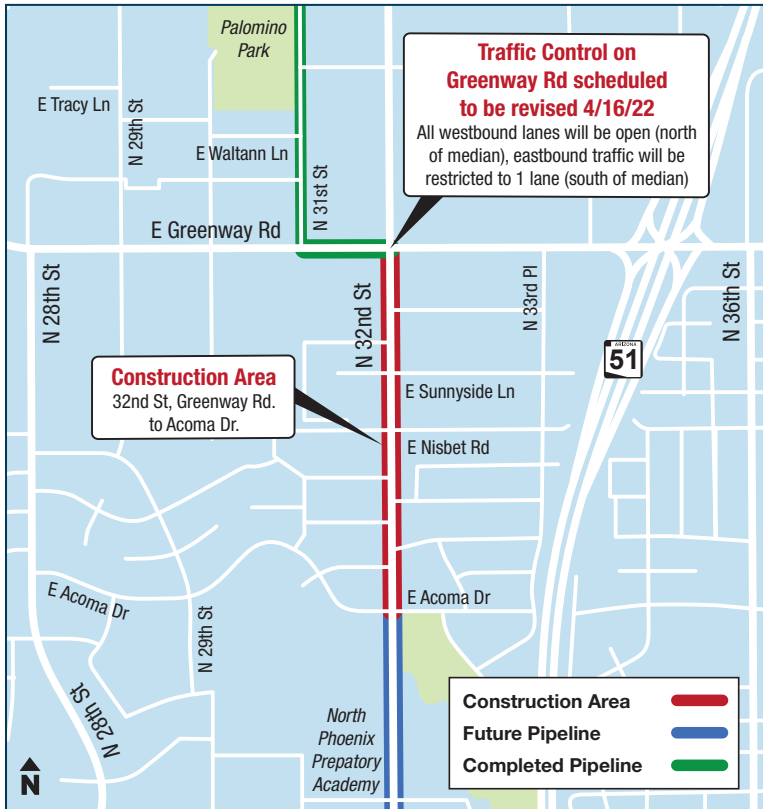 Palomino
Park
Traffic Control on
Greenway Rd scheduled
to be revised 4/16/22
All westbound lanes will be open (north
of median), eastbound traffic will be
restricted to 1 lane (south of median)
E Tracy Ln
N 29th St
E Waltann Ln
N 31st St
E Greenway Rd
N 28th St
N 32nd St
N 33rd Pl
N 36th St
ARIZONA
51
Construction Area
32nd St, Greenway Rd.
to Acoma Dr.
E Sunnyside Ln
E Nisbet Rd
E Acoma Dr
E Acoma Dr
N 29th St
N 28th St
North
Phoenix
Prepatory
Academy
Construction Area
Future Pipeline
Completed Pipeline
N